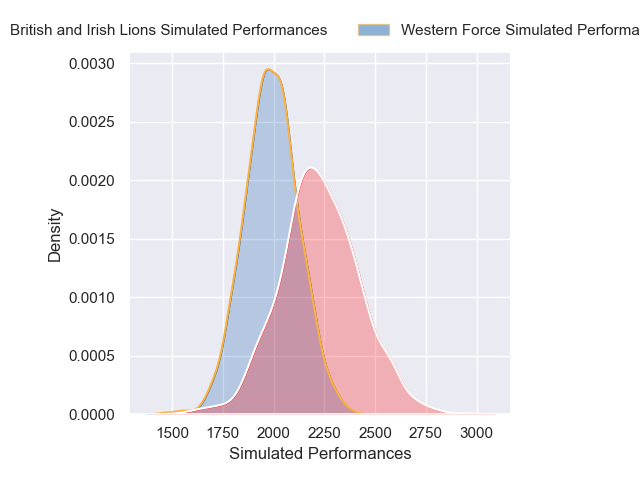 British and Irish Lions Simulated Performances Western Force Simulated
0.0030
0.0025
0.0020
0.0015
0.0010
0.0005
0.0000
Density
1500 1750 2000 2250 2500 2750 3000
Simulated Performances